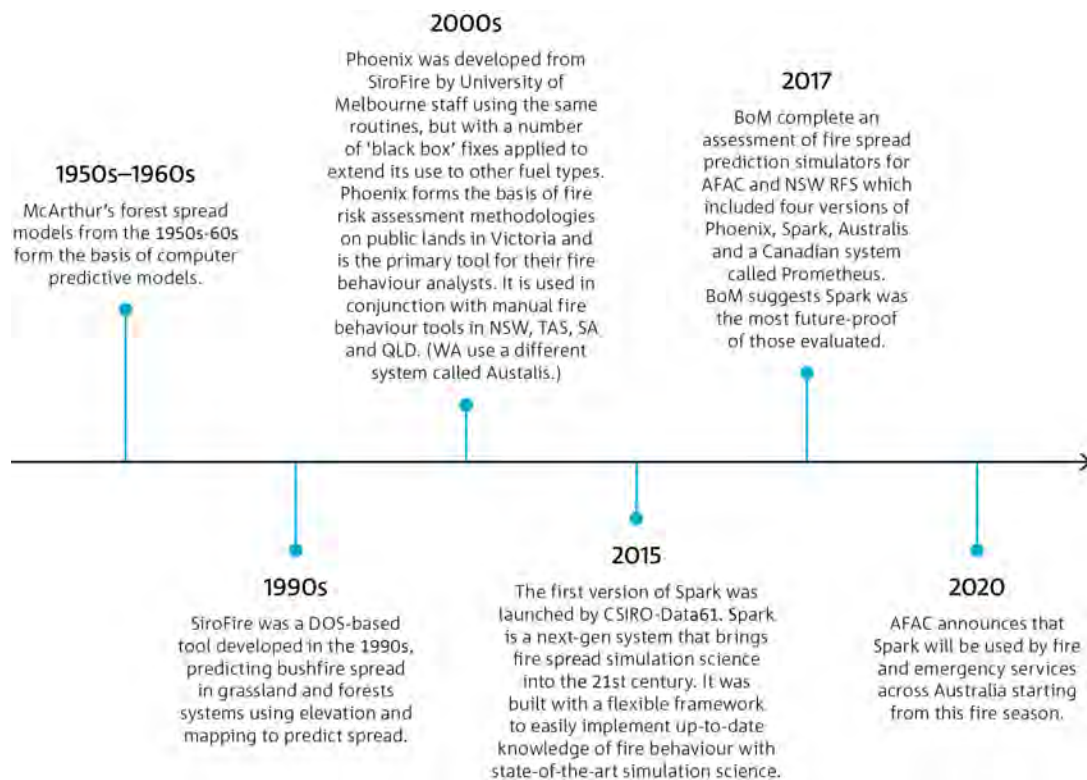 1950s–1960s
McArthur's forest spread
models from the 1950s-60s
form the basis of computer
predictive models.
1990s
SiroFire was a DOS-based
tool developed in the 1990s,
predicting bushfire spread
in grassland and forests
systems using elevation and
mapping to predict spread.
2000s
Phoenix was developed from
SiroFire by University of
Melbourne staff using the same
routines, but with a number
of 'black box' fixes applied to
extend its use to other fuel types.
Phoenix forms the basis of fire
risk assessment methodologies
on public lands in Victoria and
is the primary tool for their fire
behaviour analysts. It is used in
conjunction with manual fire
behaviour tools in NSW, TAS, SA
and QLD. (WA use a different
system called Austalis.)
2015
The first version of Spark was
launched by CSIRO-Data61. Spark
is a next-gen system that brings
fire spread simulation science
into the 21st century. It was
built with a flexible framework
to easily implement up-to-date
knowledge of fire behaviour with
state-of-the-art simulation science.
2017
BoM complete an
assessment of fire spread
prediction simulators for
AFAC and NSW RFS which
included four versions of
Phoenix, Spark, Australis
and a Canadian system
called Prometheus.
BoM suggests Spark was
the most future-proof
of those evaluated.
2020
AFAC announces that
Spark will be used by fire
and emergency services
across Australia starting
from this fire season.